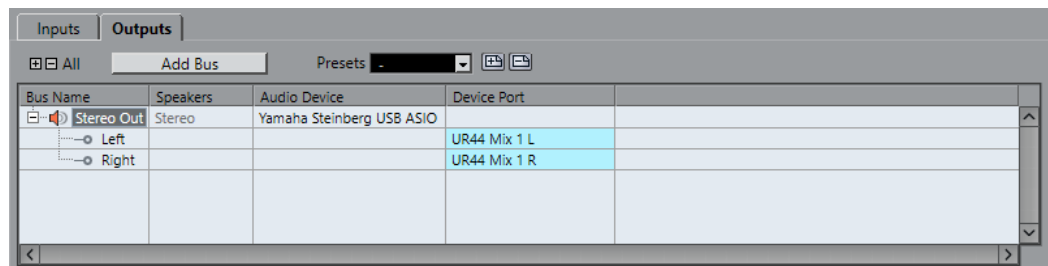 Inputs Outputs
All Add Bus Presets -
Bus Name Speakers Audio Device Device Port
Stereo Out Stereo Yamaha Steinberg USB ASIO
Left UR44 Mix 1 L
Right UR44 Mix 1 R